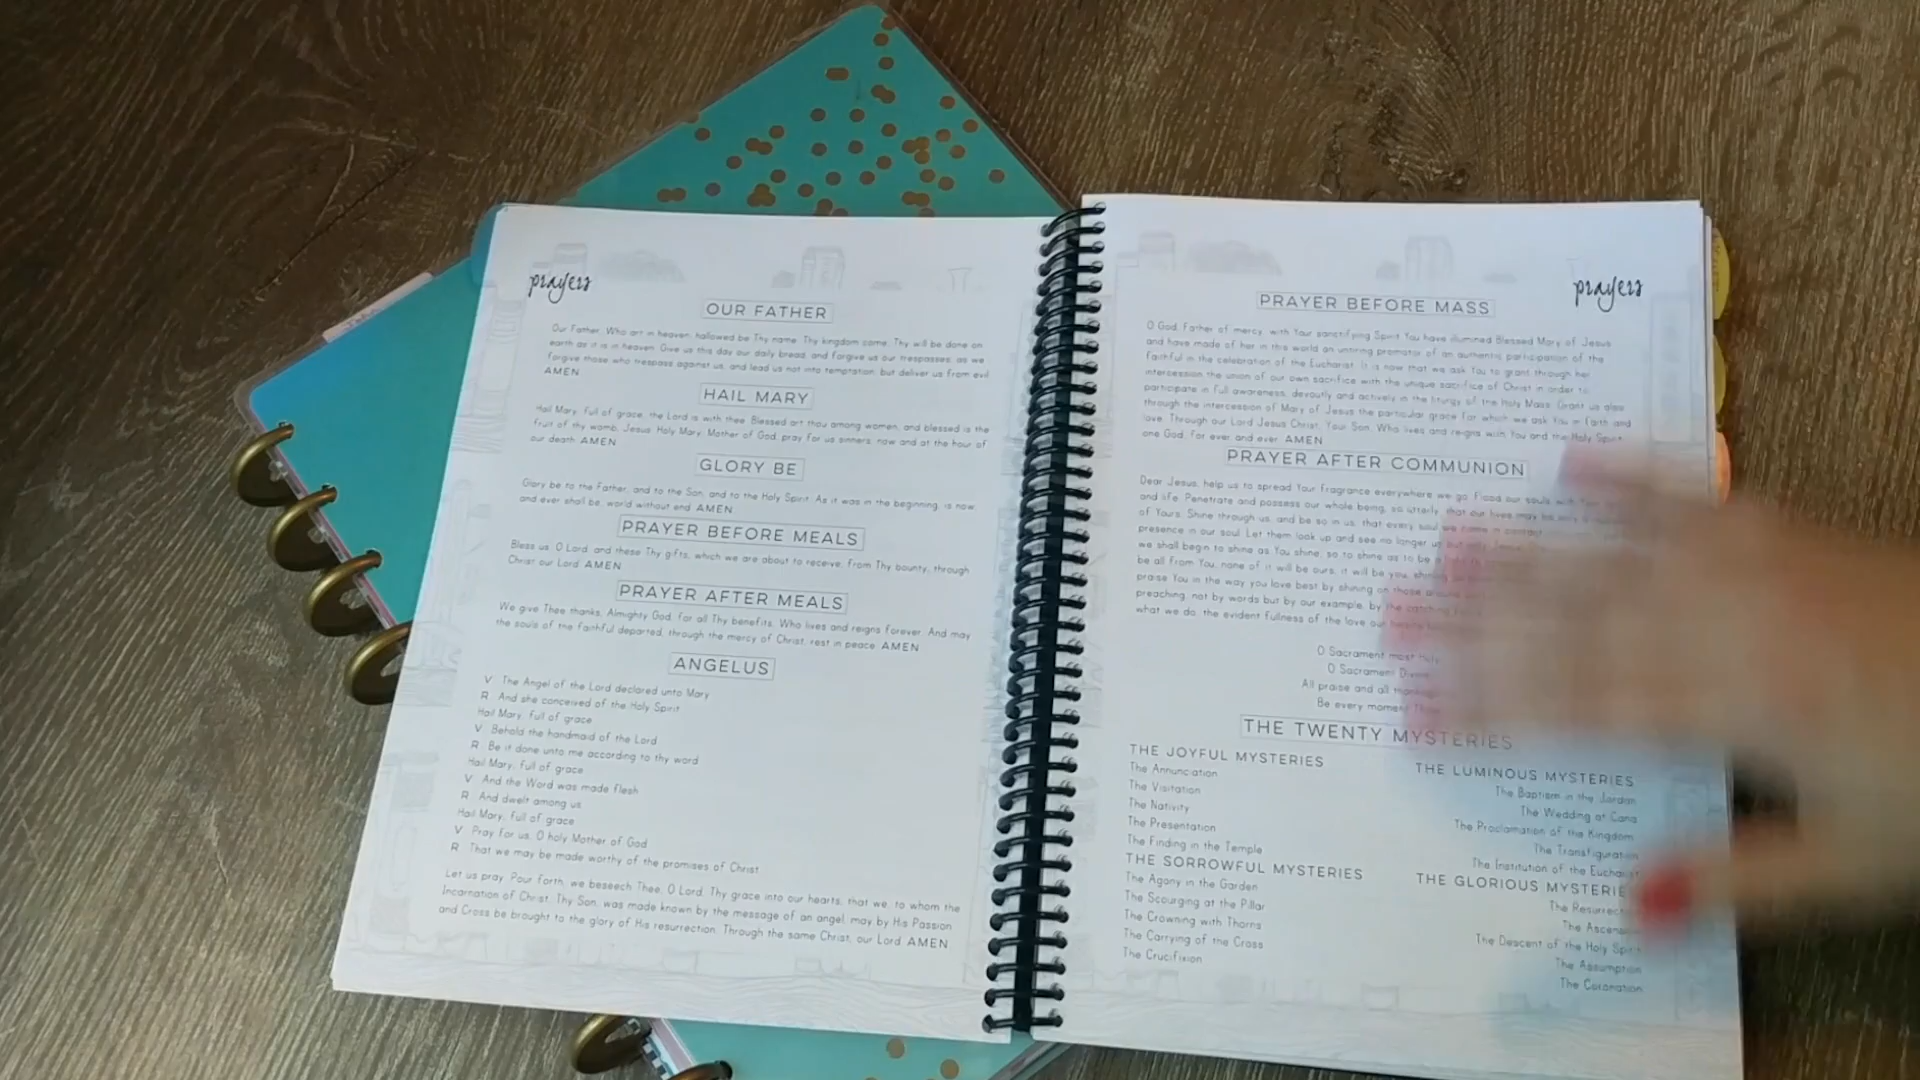 prayers
OUR FATHER
Our Father, Who art in heaven, hallowed be Thy name. Thy kingdom come. Thy will be done on
earth as it is in heaven. Give us this day our daily bread, and forgive us our trespasses, as we
forgive those who trespass against us, and lead us not into temptation, but deliver us from evil
AMEN
HAIL MARY
Hail Mary, full of grace, the Lord is with thee. Blessed art thou among women, and blessed is the
fruit of thy womb, Jesus. Holy Mary, Mother of God, pray for us sinners, now and at the hour of
our death. AMEN
GLORY BE
Glory be to the Father, and to the Son, and to the Holy Spirit. As it was in the beginning, is now
and ever shall be, world without end. AMEN
PRAYER BEFORE MEALS
Bless us, O Lord, and these Thy gifts, which we are about to receive, from Thy bounty, through
Christ our Lord. AMEN
PRAYER AFTER MEALS
We give Thee thanks, Almighty God, for all Thy benefits, Who lives and reigns forever. And may
the souls of the faithful departed, through the mercy of Christ, rest in peace. AMEN
ANGELUS
V The Angel of the Lord declared unto Mary
R And she conceived of the Holy Spirit
Hail Mary, full of grace
V Behold the handmaid of the Lord
R Be it done unto me according to thy word
Hail Mary, full of grace
V And the Word was made flesh
R And dwelt among us
Hail Mary, full of grace
V Pray for us, O holy Mother of God
R That we may be made worthy of the promises of Christ
Let us pray. Pour forth, we beseech Thee, O Lord, Thy grace into our hearts, that we, to whom the
Incarnation of Christ, Thy Son, was made known by the message of an angel, may by His Passion
and Cross be brought to the glory of His resurrection. Through the same Christ, our Lord. AMEN
prayers
PRAYER BEFORE MASS
O God, Father of mercy, with Your sanctifying Spirit You have illumined Blessed Mary of Jesus
and have made of her in this world an untiring promoter of an authentic participation of the
faithful in the celebration of the Eucharist. It is now that we ask You to grant through her
intercession the union of our own sacrifice with the unique sacrifice of Christ in order to
participate in full awareness, devoutly and actively in the liturgy of the Holy Mass. Grant us also
through the intercession of Mary of Jesus the particular grace for which we ask You in faith and
love. Through our Lord Jesus Christ, Your Son, Who lives and reigns with You and the Holy Spirit
one God, for ever and ever. AMEN
PRAYER AFTER COMMUNION
Dear Jesus, help us to spread Your fragrance everywhere we go. Flood our souls with
and life. Penetrate and possess our whole being, so utterly, that our lives may be only
of Yours. Shine through us, and be so in us, that every soul we come in contact
presence in our soul. Let them look up and see no longer us but only Jesus
we shall begin to shine as You shine, so to shine as to be a
be all from You, none of it will be ours, it will be you, shining
praise You in the way you love best by shining on those around
preaching, not by words but by our example, by the catching
what we do, the evident fullness of the love our hearts
O Sacrament most Holy
O Sacrament Divine
All praise and all thanksgiving
Be every moment
THE TWENTY MYSTERIES
THE JOYFUL MYSTERIES
The Annunciation
The Visitation
The Nativity
The Presentation
The Finding in the Temple
THE SORROWFUL MYSTERIES
The Agony in the Garden
The Scourging at the Pillar
The Crowning with Thorns
The Carrying of the Cross
The Crucifixion
THE LUMINOUS MYSTERIES
The Baptism in the Jordan
The Wedding at Cana
The Proclamation of the Kingdom
The Transfiguration
The Institution of the Eucharist
THE GLORIOUS MYSTERIE
The Resurrect
The Ascens
The Descent of the Holy Spirit
The Assumption
The Coronation